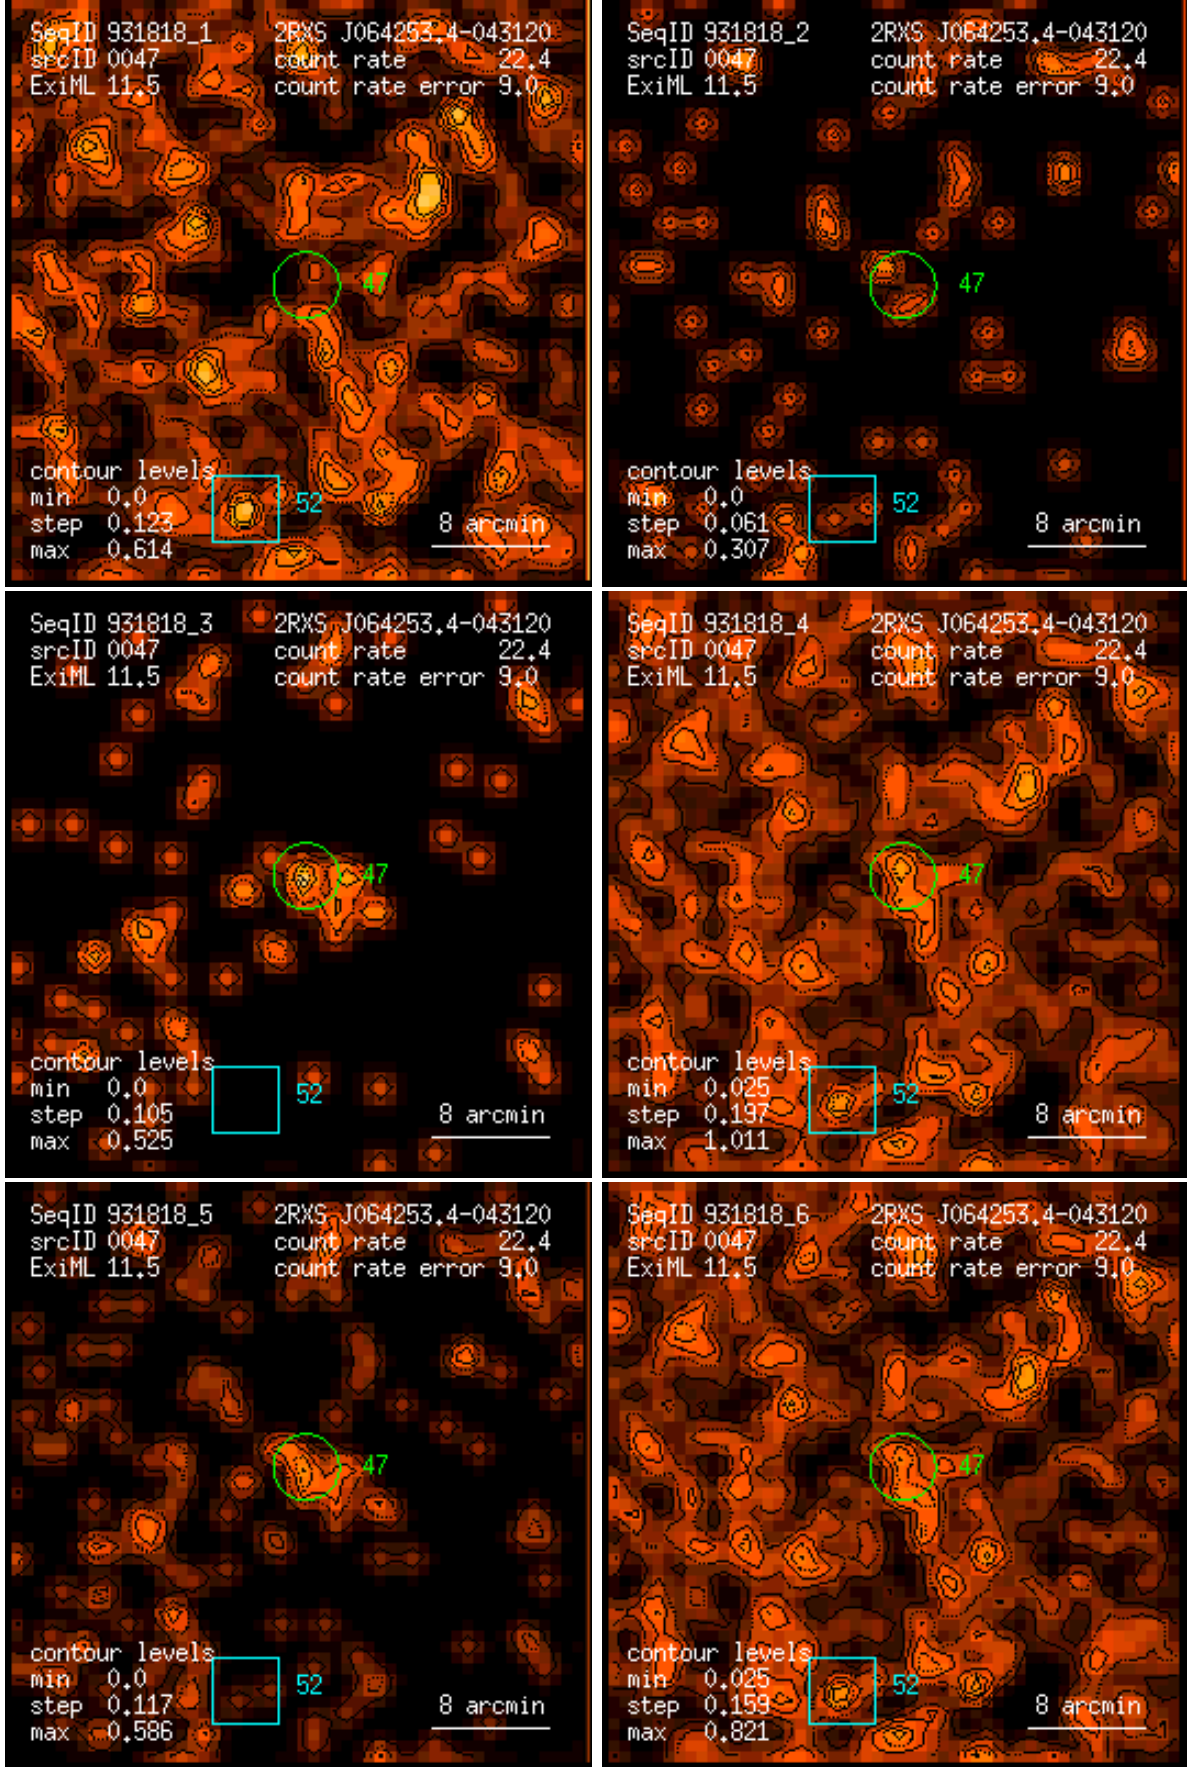 SeqID 931818_1 2RXS J064253.4-043120
srcID 0047 count rate 22.4
ExiML 11.5 count rate error 9.0
47
contour levels
min 0.0 52
step 0.123
max 0.614 8 arcmin
SeqID 931818_2 2RXS J064253.4-043120
srcID 0047 count rate 22.4
ExiML 11.5 count rate error 9.0
47
contour levels
min 0.0 52
step 0.061
max 0.307 8 arcmin
SeqID 931818_3 2RXS J064253.4-043120
srcID 0047 count rate 22.4
ExiML 11.5 count rate error 9.0
47
contour levels
min 0.0 52
step 0.105
max 0.525 8 arcmin
SeqID 931818_4 2RXS J064253.4-043120
srcID 0047 count rate 22.4
ExiML 11.5 count rate error 9.0
47
contour levels
min 0.025 52
step 0.197
max 1.011 8 arcmin
SeqID 931818_5 2RXS J064253.4-043120
srcID 0047 count rate 22.4
ExiML 11.5 count rate error 9.0
47
contour levels
min 0.0 52
step 0.117
max 0.586 8 arcmin
SeqID 931818_6 2RXS J064253.4-043120
srcID 0047 count rate 22.4
ExiML 11.5 count rate error 9.0
47
contour levels
min 0.025 52
step 0.159
max 0.821 8 arcmin